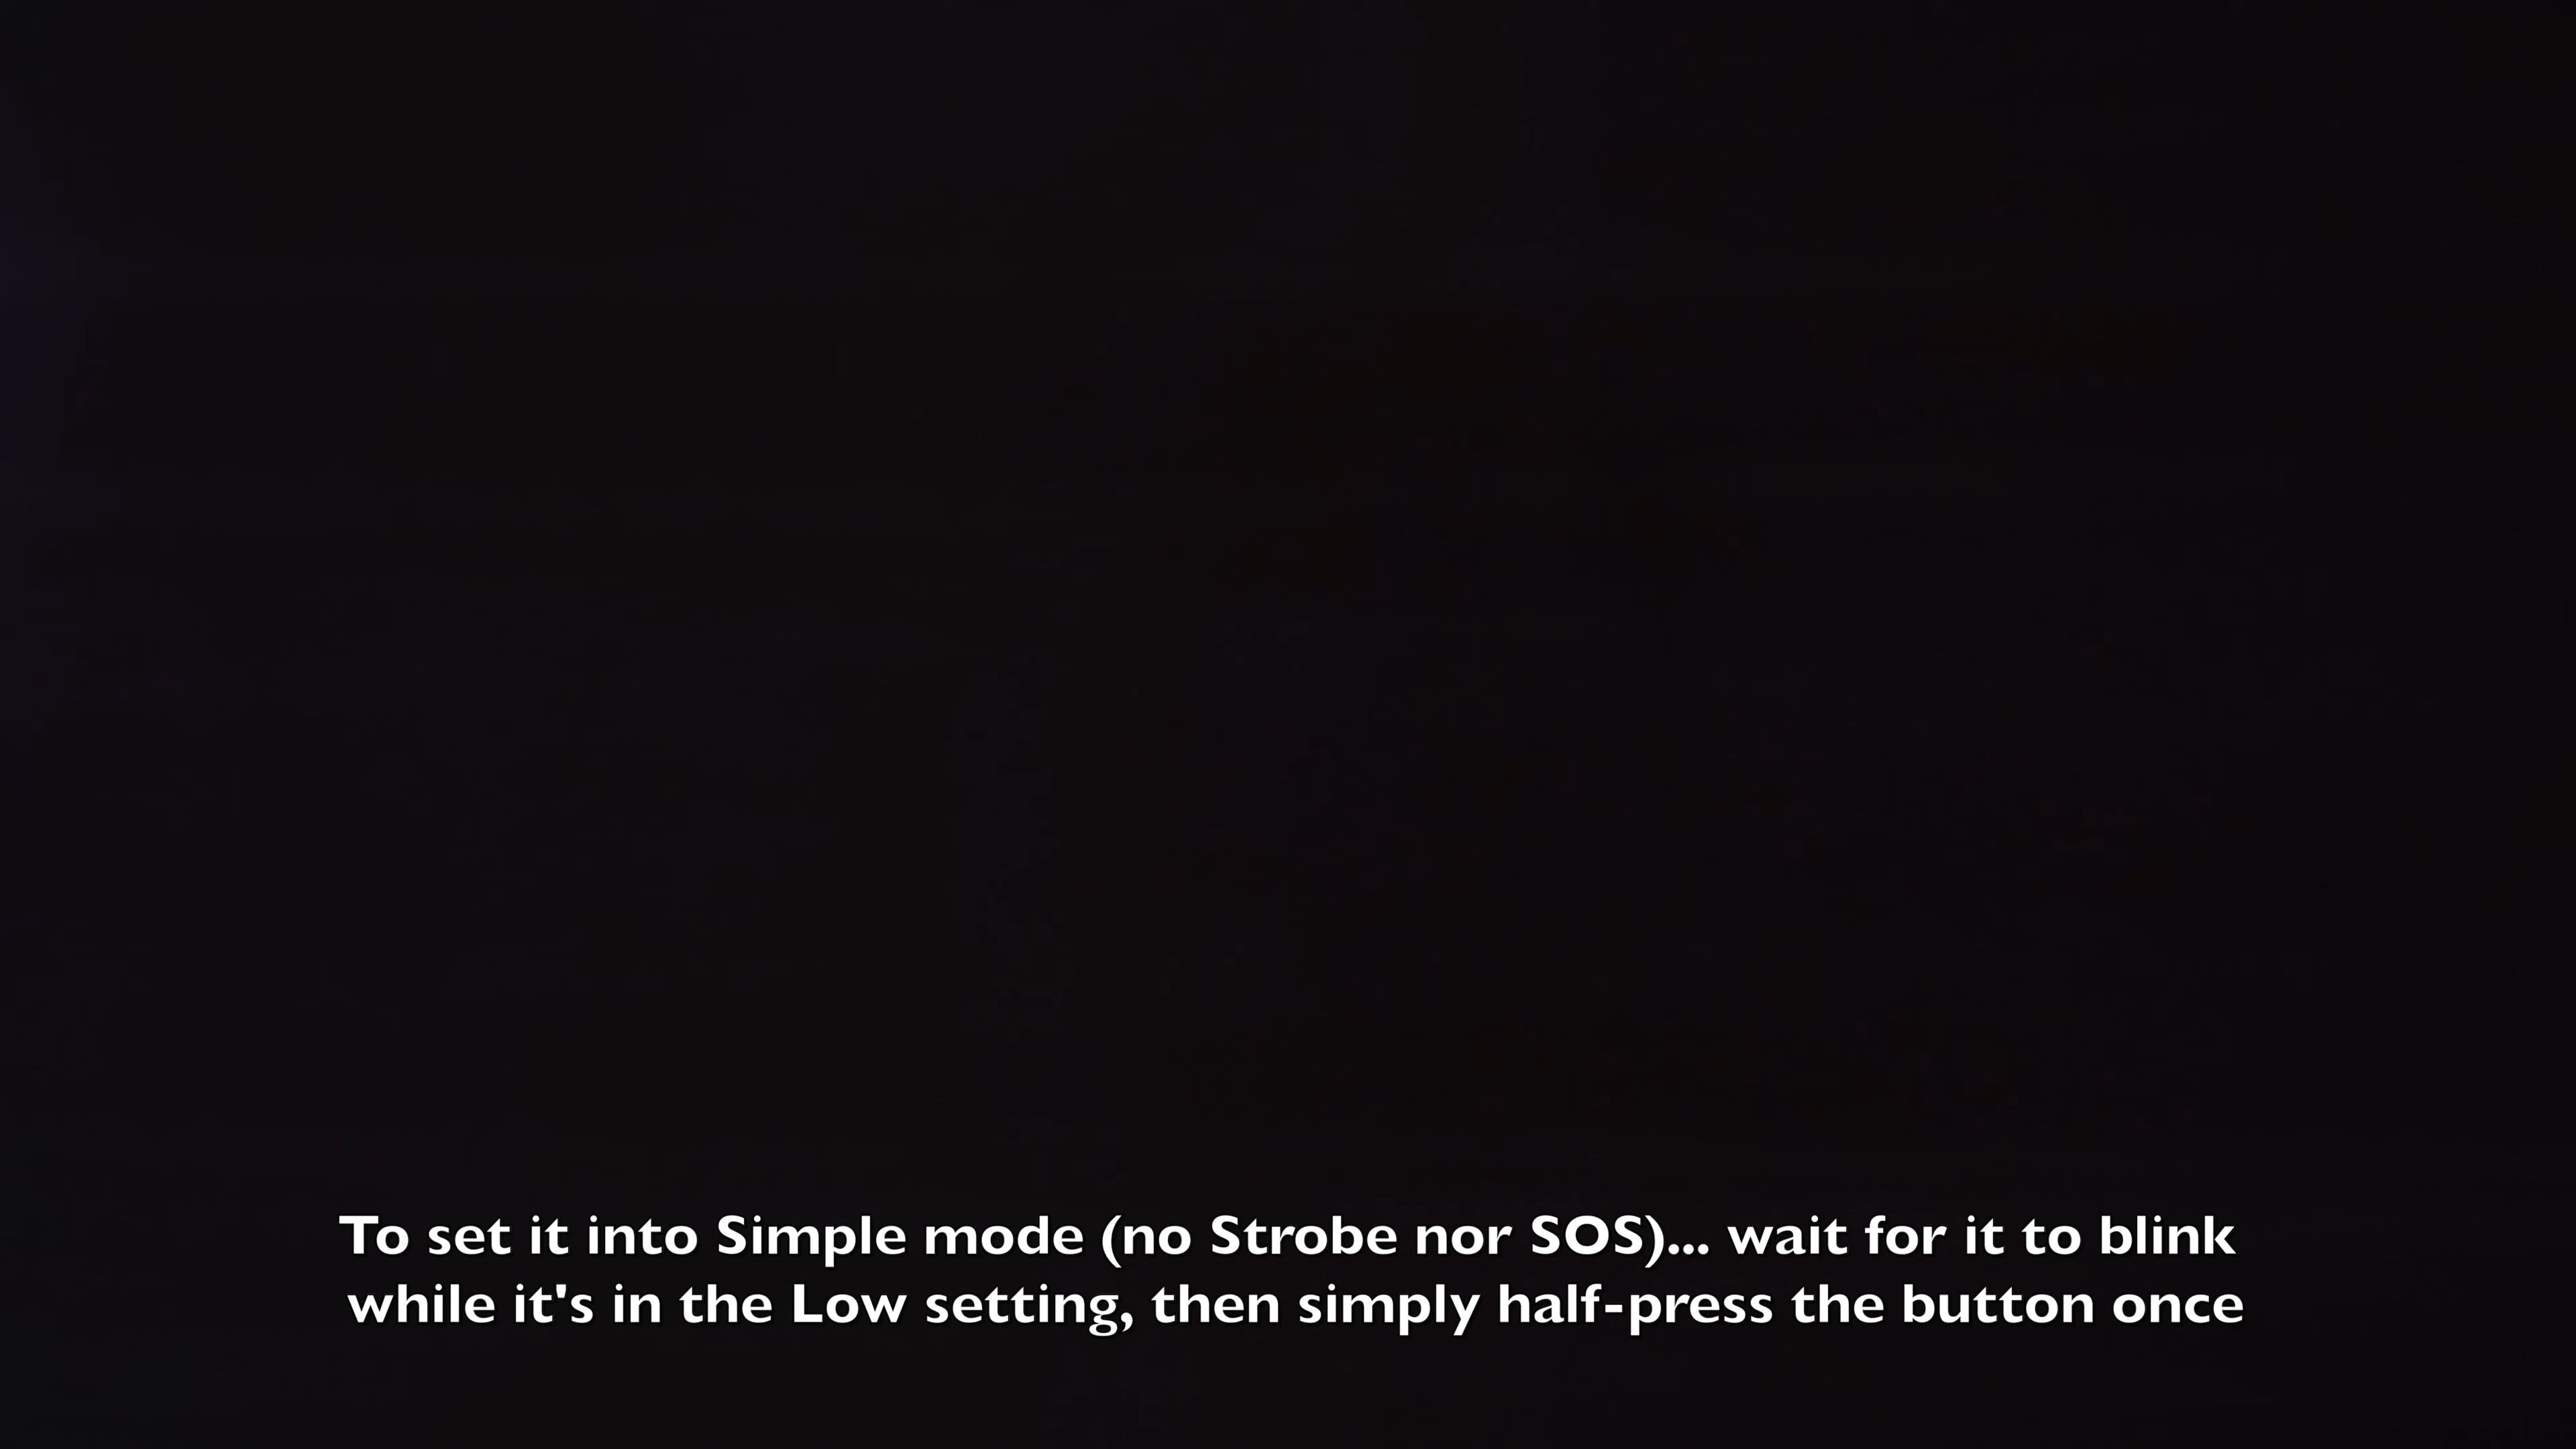 To set it into Simple mode (no Strobe nor SOS)... wait for it to blink
while it's in the Low setting, then simply half-press the button once